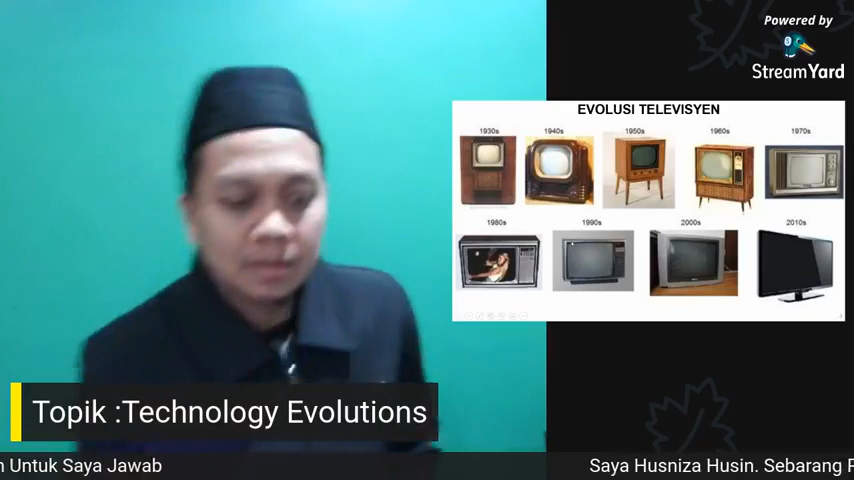 Powered by
StreamYard
EVOLUSI TELEVISYEN
1930s 1940s 1950s 1960s 1970s
1980s 1990s 2000s 2010s
Topik :Technology Evolutions
n Untuk Saya Jawab
Saya Husniza Husin. Sebarang P